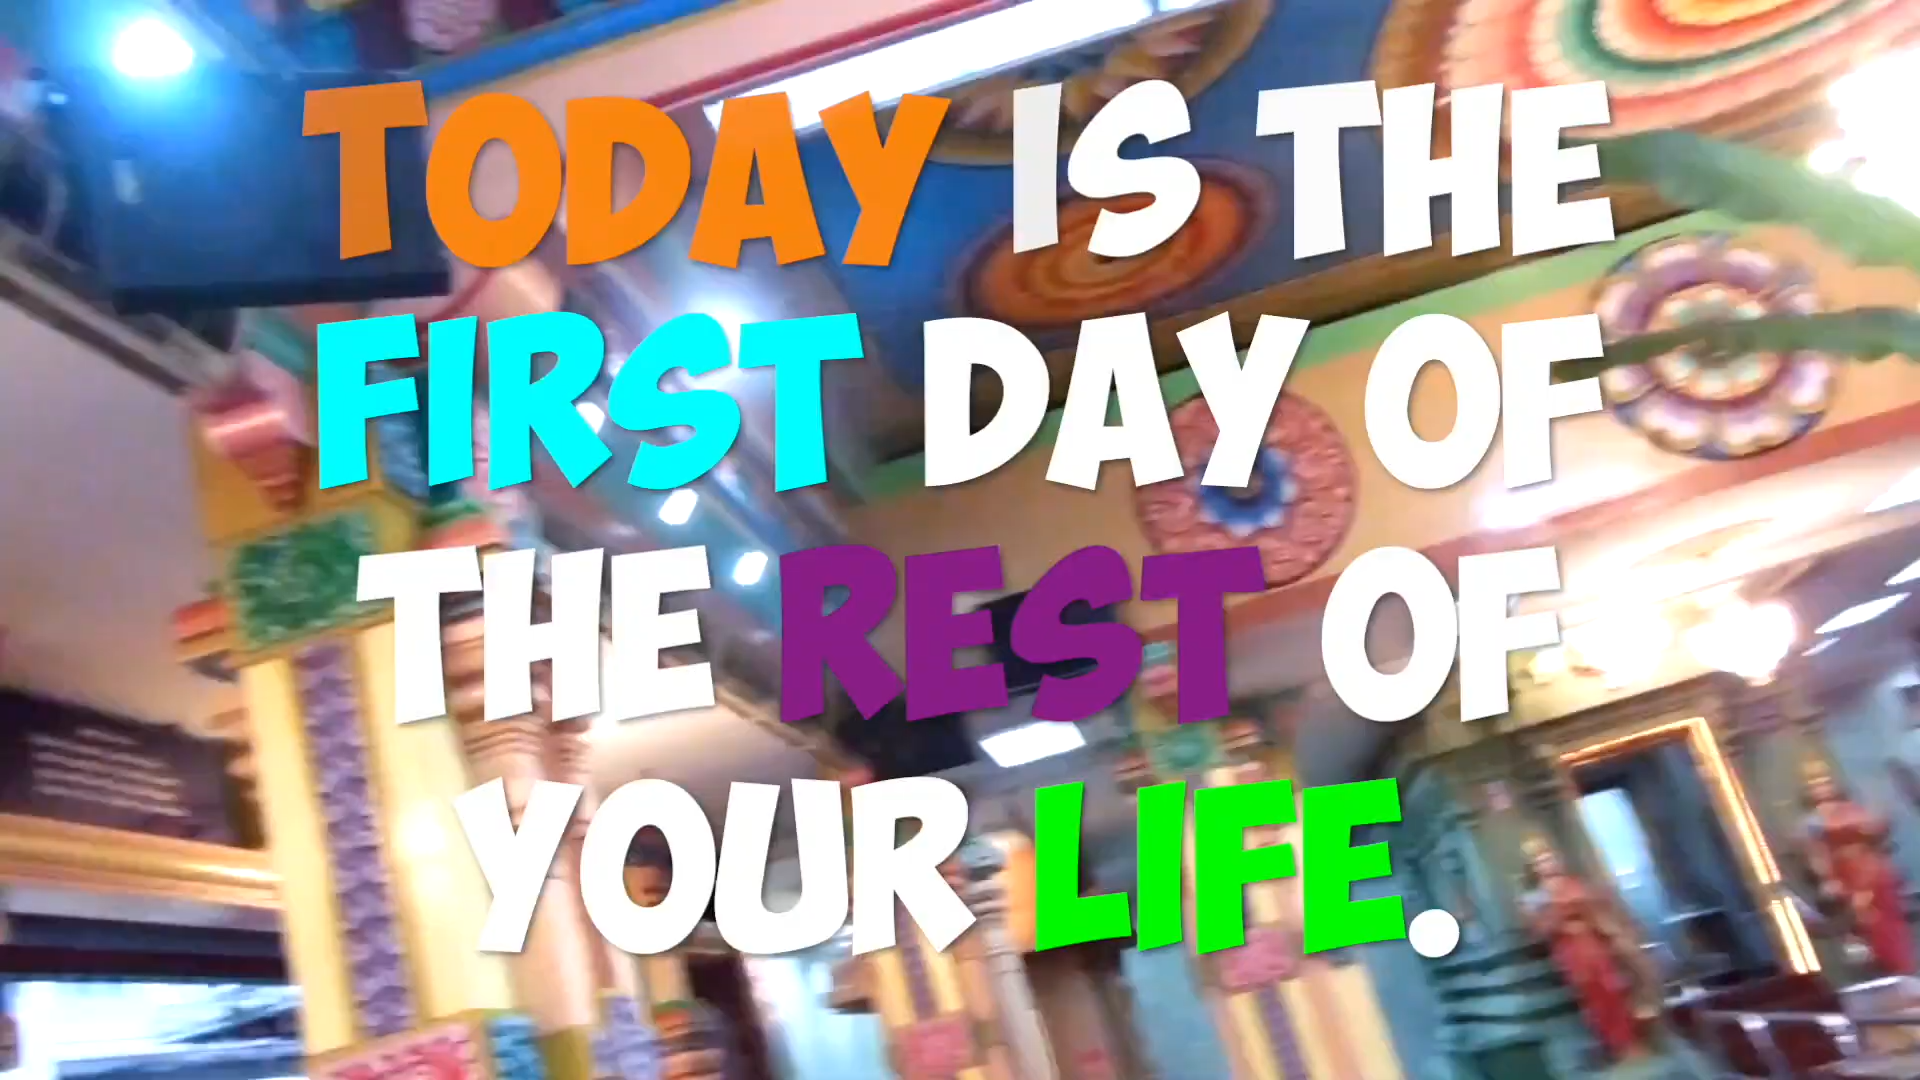 TODAY IS THE
FIRST DAY OF
THE REST OF
YOUR LIFE.